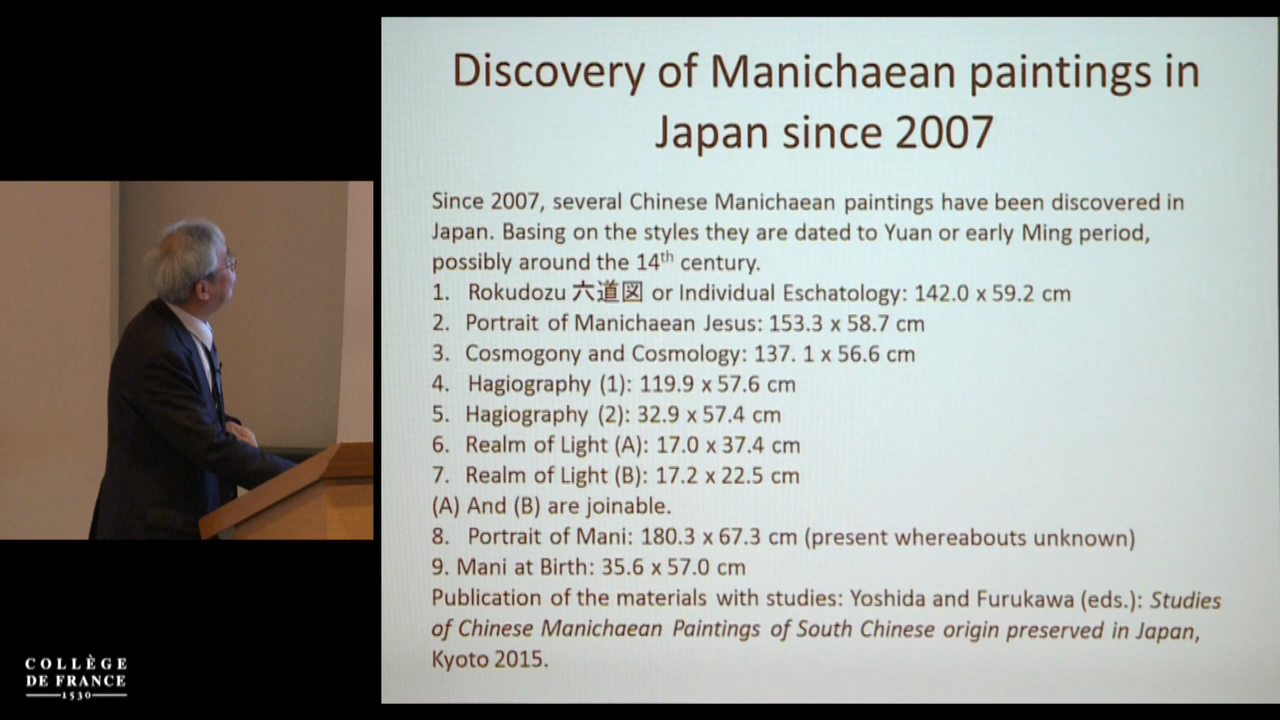 Discovery of Manichaean paintings in
Japan since 2007
Since 2007, several Chinese Manichaean paintings have been discovered in
Japan. Basing on the styles they are dated to Yuan or early Ming period,
possibly around the 14th century.
1. Rokudozu 六道図 or Individual Eschatology: 142.0 x 59.2 cm
2. Portrait of Manichaean Jesus: 153.3 x 58.7 cm
3. Cosmogony and Cosmology: 137. 1 x 56.6 cm
4. Hagiography (1): 119.9 x 57.6 cm
5. Hagiography (2): 32.9 x 57.4 cm
6. Realm of Light (A): 17.0 x 37.4 cm
7. Realm of Light (B): 17.2 x 22.5 cm
(A) And (B) are joinable.
8. Portrait of Mani: 180.3 x 67.3 cm (present whereabouts unknown)
9. Mani at Birth: 35.6 x 57.0 cm
Publication of the materials with studies: Yoshida and Furukawa (eds.): Studies
of Chinese Manichaean Paintings of South Chinese origin preserved in Japan,
Kyoto 2015.
COLLÈGE
DE FRANCE
1530